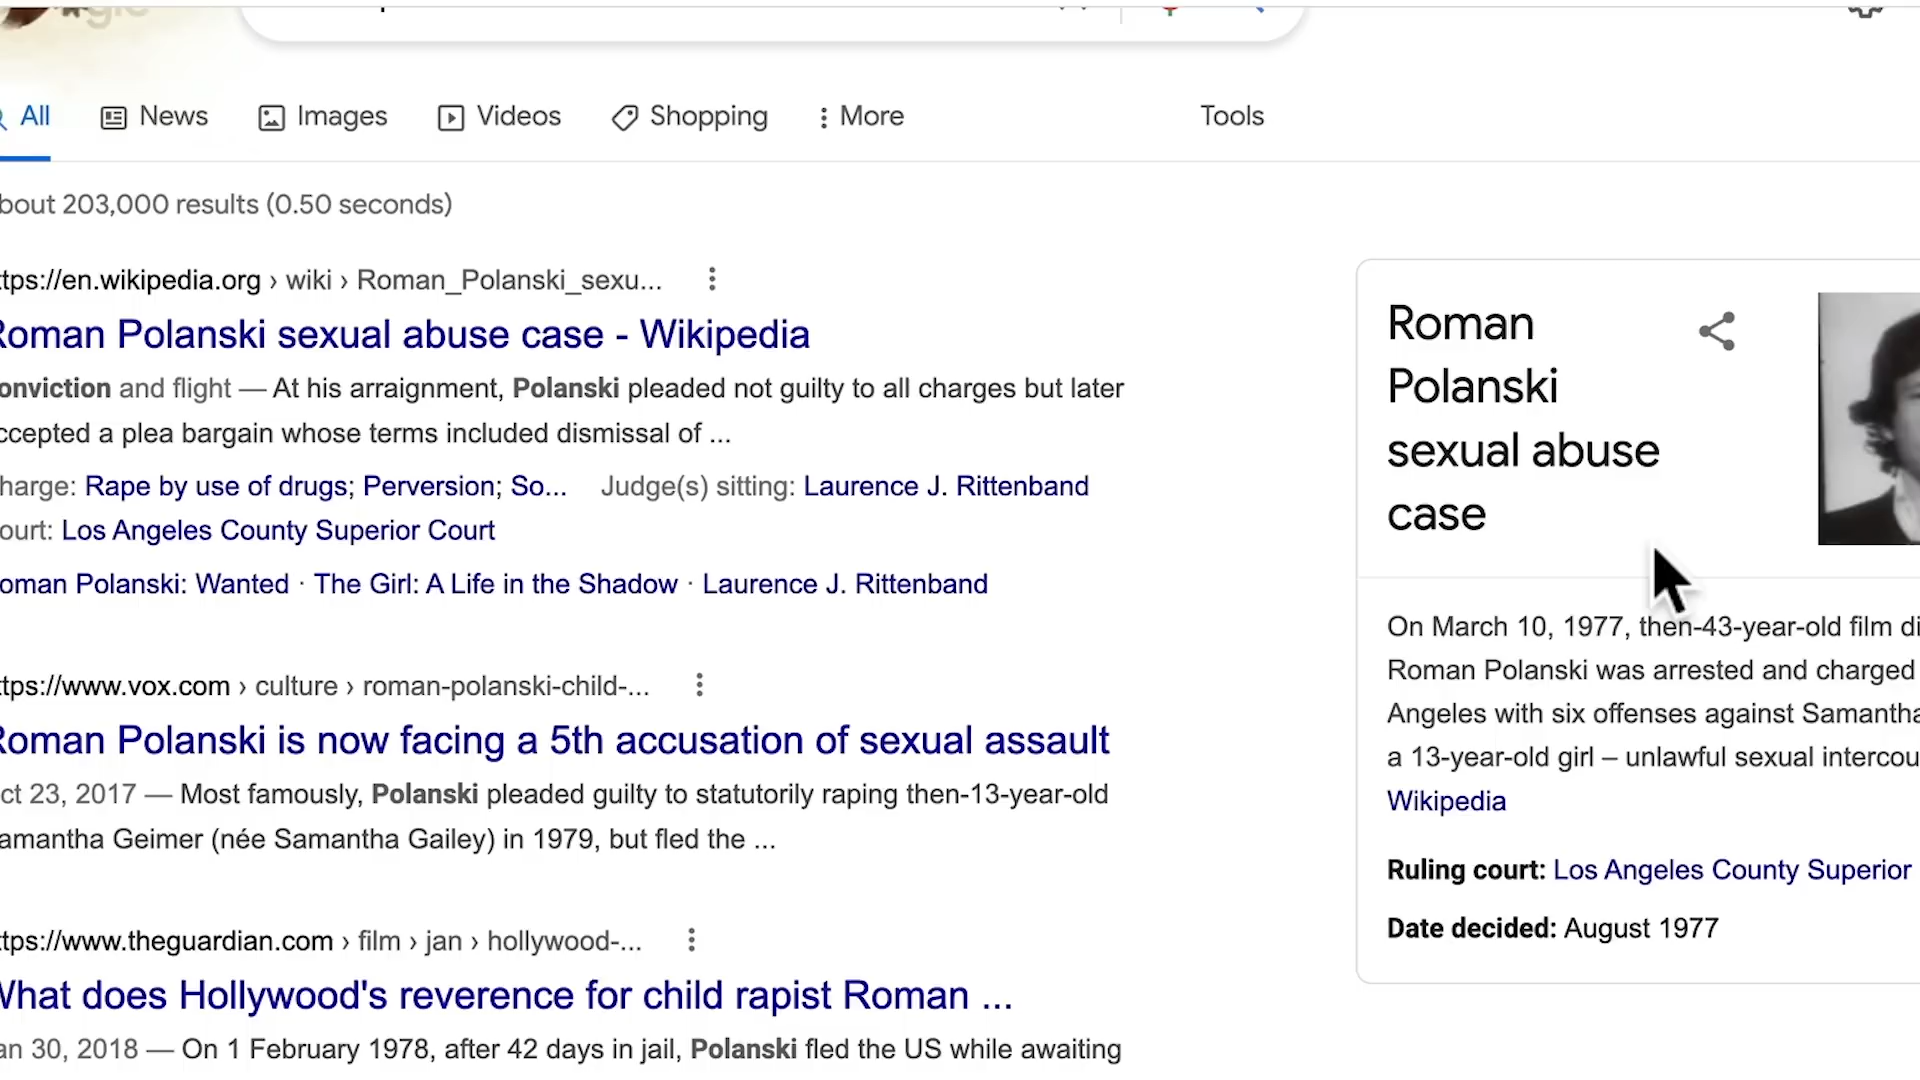 All News Images Videos Shopping More Tools
bout 203,000 results (0.50 seconds)
tps://en.wikipedia.org › wiki › Roman_Polanski_sexu...
Roman Polanski sexual abuse case - Wikipedia
onviction and flight — At his arraignment, Polanski pleaded not guilty to all charges but later
ccepted a plea bargain whose terms included dismissal of ...
harge: Rape by use of drugs; Perversion; So... Judge(s) sitting: Laurence J. Rittenband
ourt: Los Angeles County Superior Court
oman Polanski: Wanted · The Girl: A Life in the Shadow · Laurence J. Rittenband
tps://www.vox.com › culture › roman-polanski-child-...
Roman Polanski is now facing a 5th accusation of sexual assault
ct 23, 2017 — Most famously, Polanski pleaded guilty to statutorily raping then-13-year-old
amantha Geimer (née Samantha Gailey) in 1979, but fled the ...
tps://www.theguardian.com › film › jan › hollywood-...
What does Hollywood's reverence for child rapist Roman ...
an 30, 2018 — On 1 February 1978, after 42 days in jail, Polanski fled the US while awaiting
Roman
Polanski
sexual abuse
case
On March 10, 1977, then-43-year-old film di
Roman Polanski was arrested and charged
Angeles with six offenses against Samantha
a 13-year-old girl – unlawful sexual intercou
Wikipedia
Ruling court: Los Angeles County Superior
Date decided: August 1977